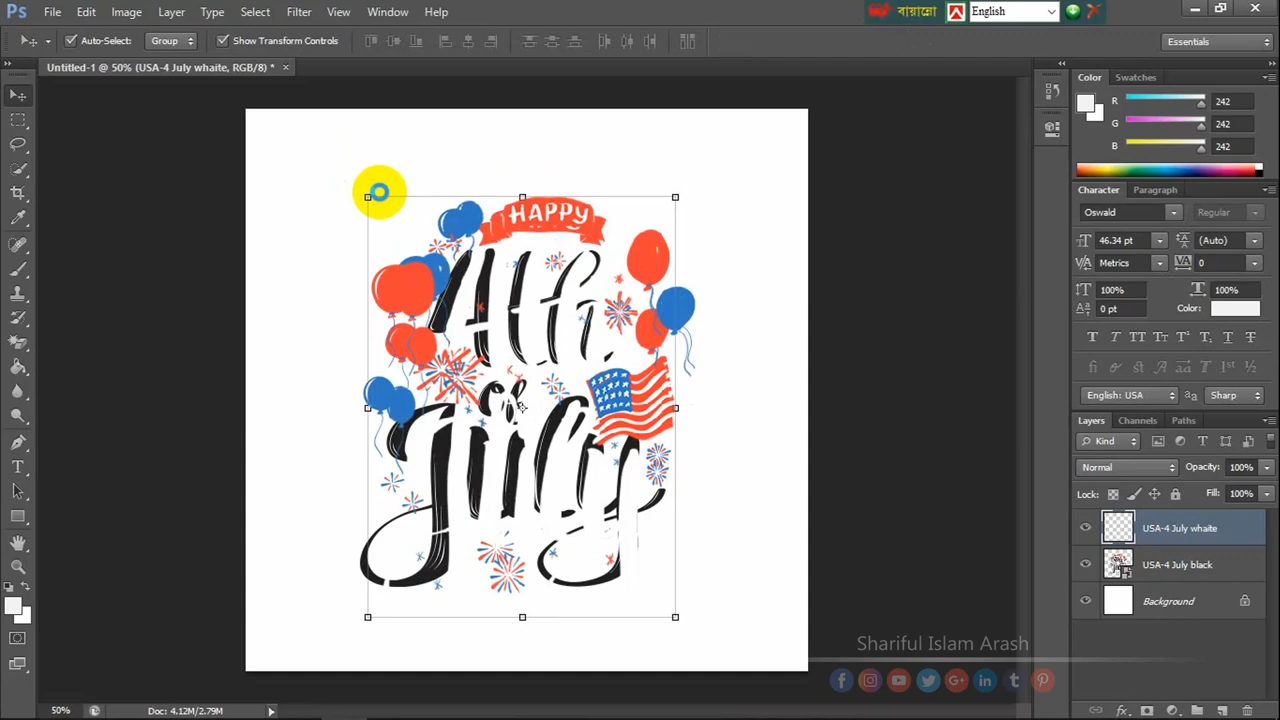 Ps File Edit Image Layer Type Select Filter View Window Help
বায়ান্নো English
Auto-Select: Group Show Transform Controls Essentials
Untitled-1 @ 50% (USA-4 July whaite, RGB/8) * ×
Color Swatches
R 242
G 242
B 242
Character Paragraph
Oswald Regular
46.34 pt (Auto)
Metrics 0
100% 100%
0 pt Color:
English: USA Sharp
Layers Channels Paths
Kind
Normal Opacity: 100%
Lock: Fill: 100%
USA-4 July whaite
USA-4 July black
Background
HAPPY
4th
of
July
Shariful Islam Arash
50% Doc: 4.12M/2.79M